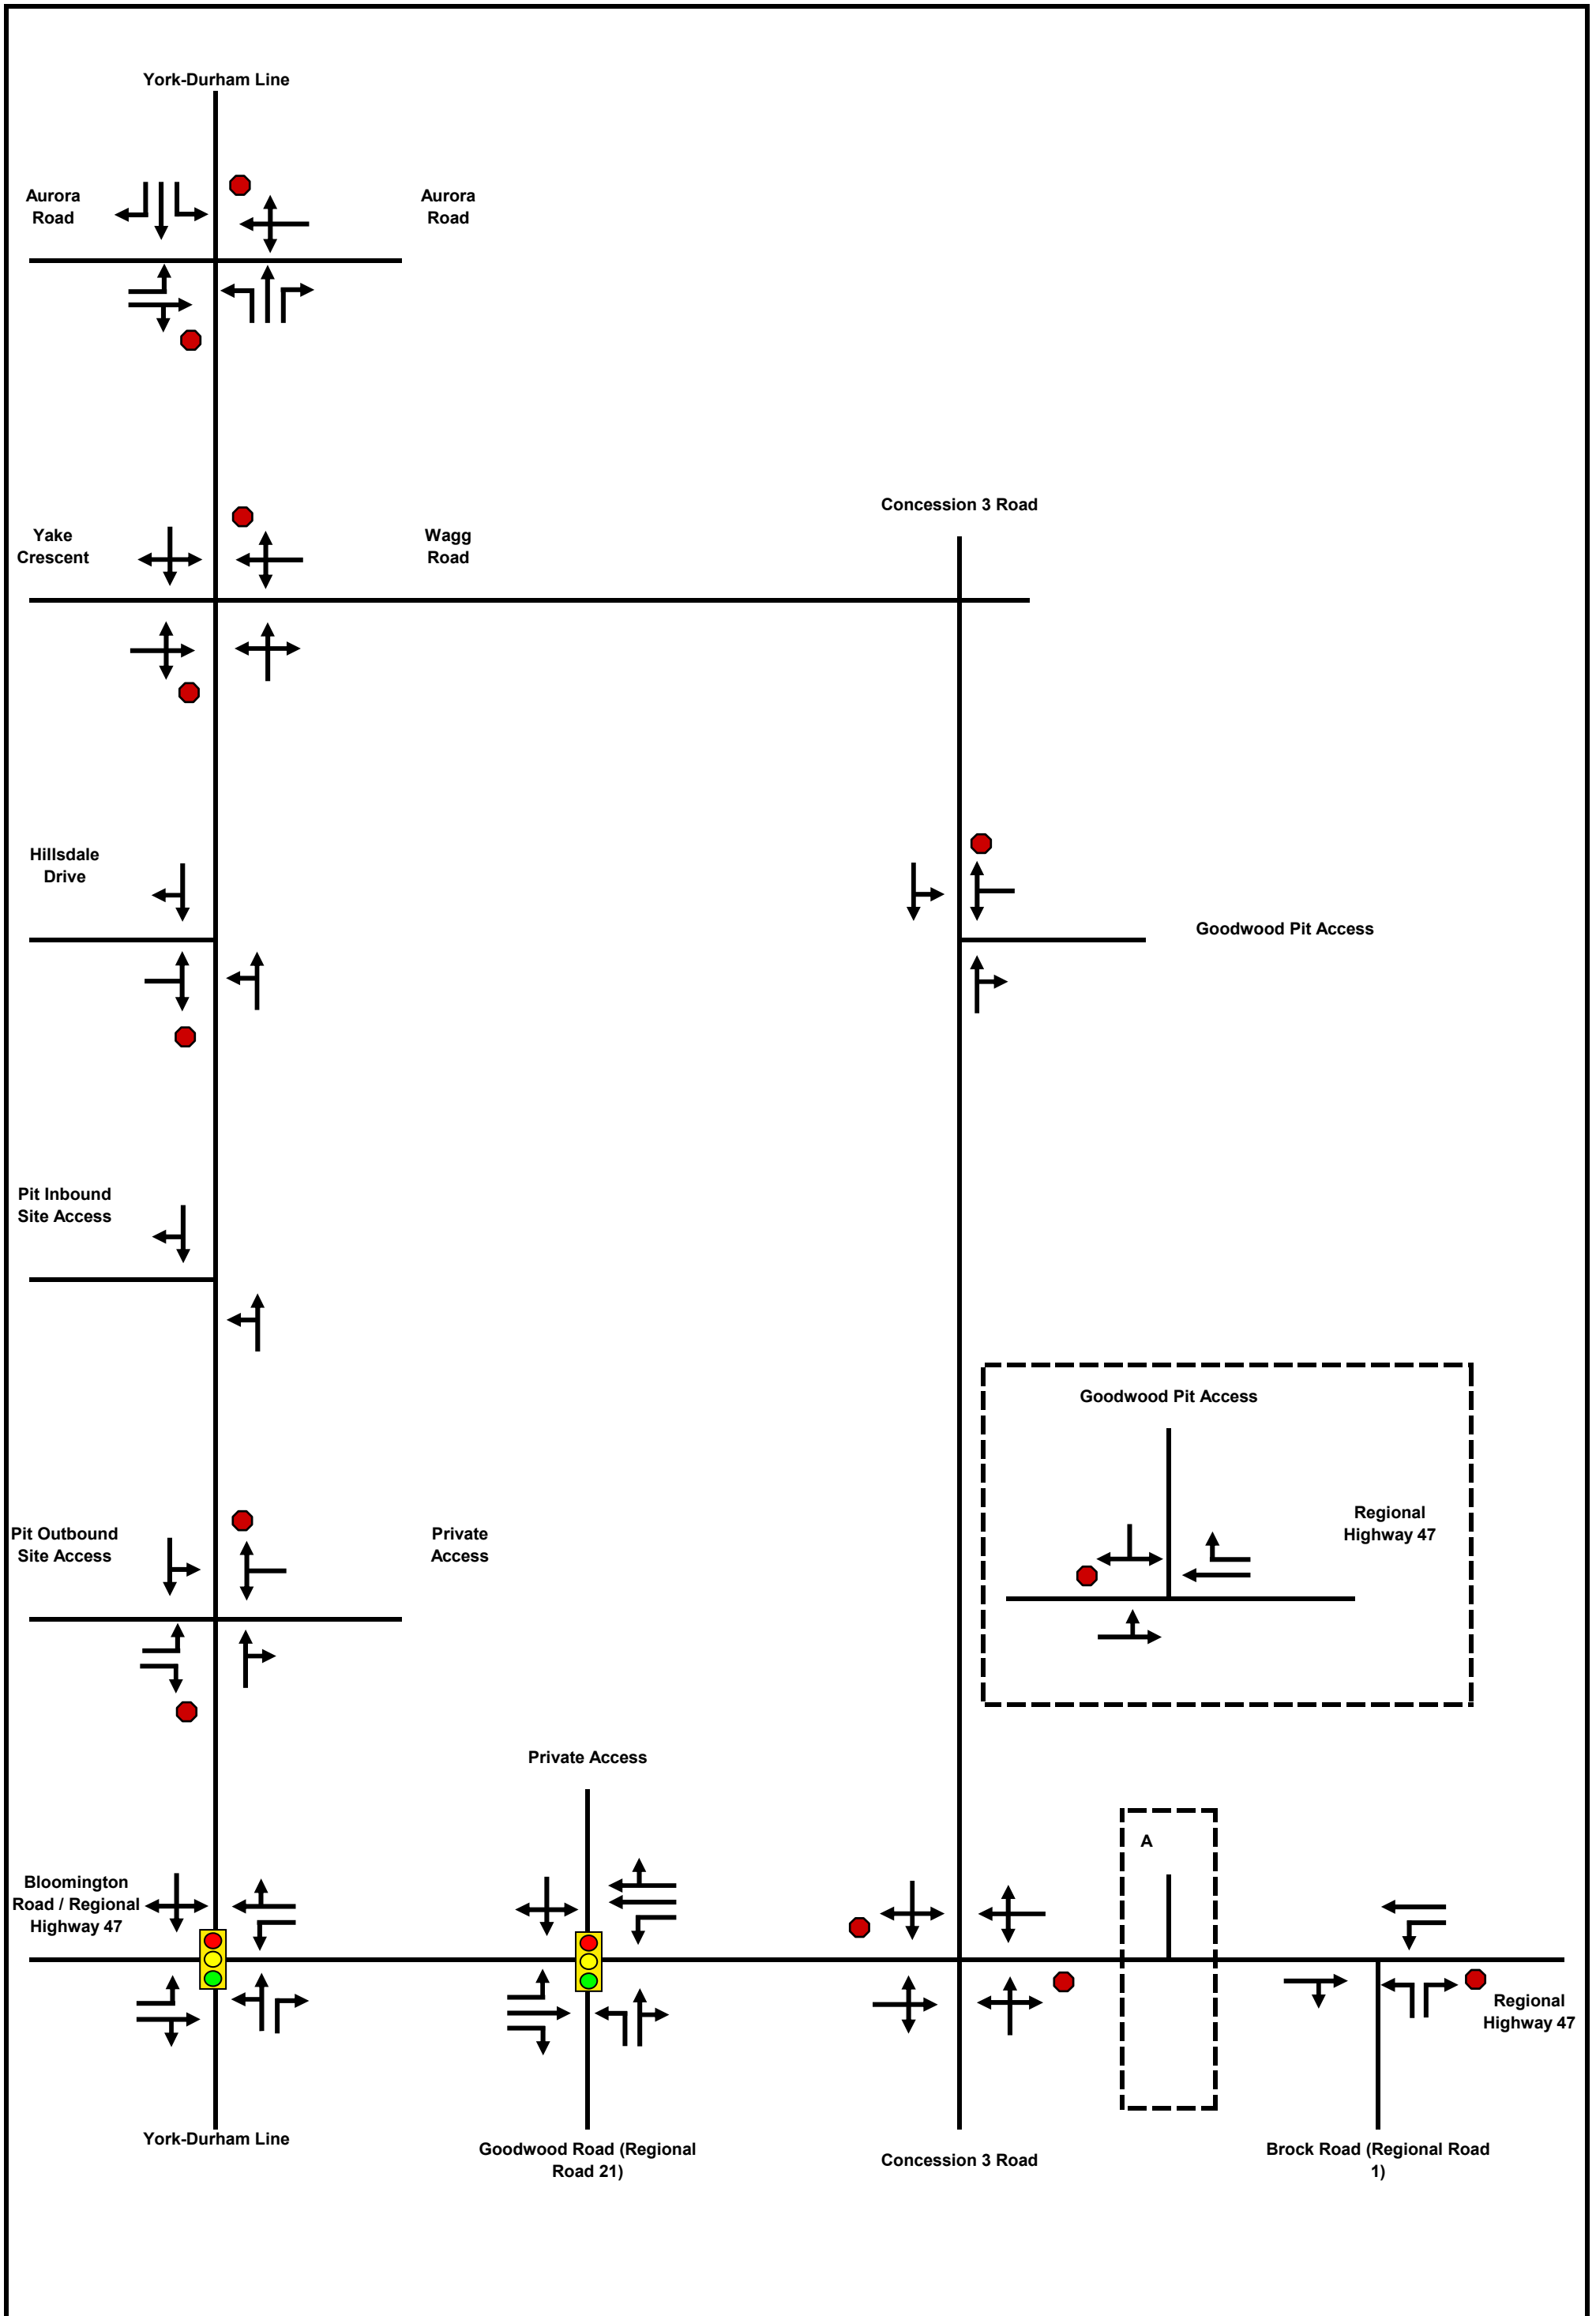 York-Durham Line
Aurora
Road
Aurora
Road
Concession 3 Road
Yake
Crescent
Wagg
Road
Hillsdale
Drive
Goodwood Pit Access
Pit Inbound
Site Access
Goodwood Pit Access
Regional
Highway 47
Pit Outbound
Site Access
Private
Access
Private Access
A
Bloomington
Road / Regional
Highway 47
Regional
Highway 47
York-Durham Line
Goodwood Road (Regional
Road 21)
Concession 3 Road
Brock Road (Regional Road
1)